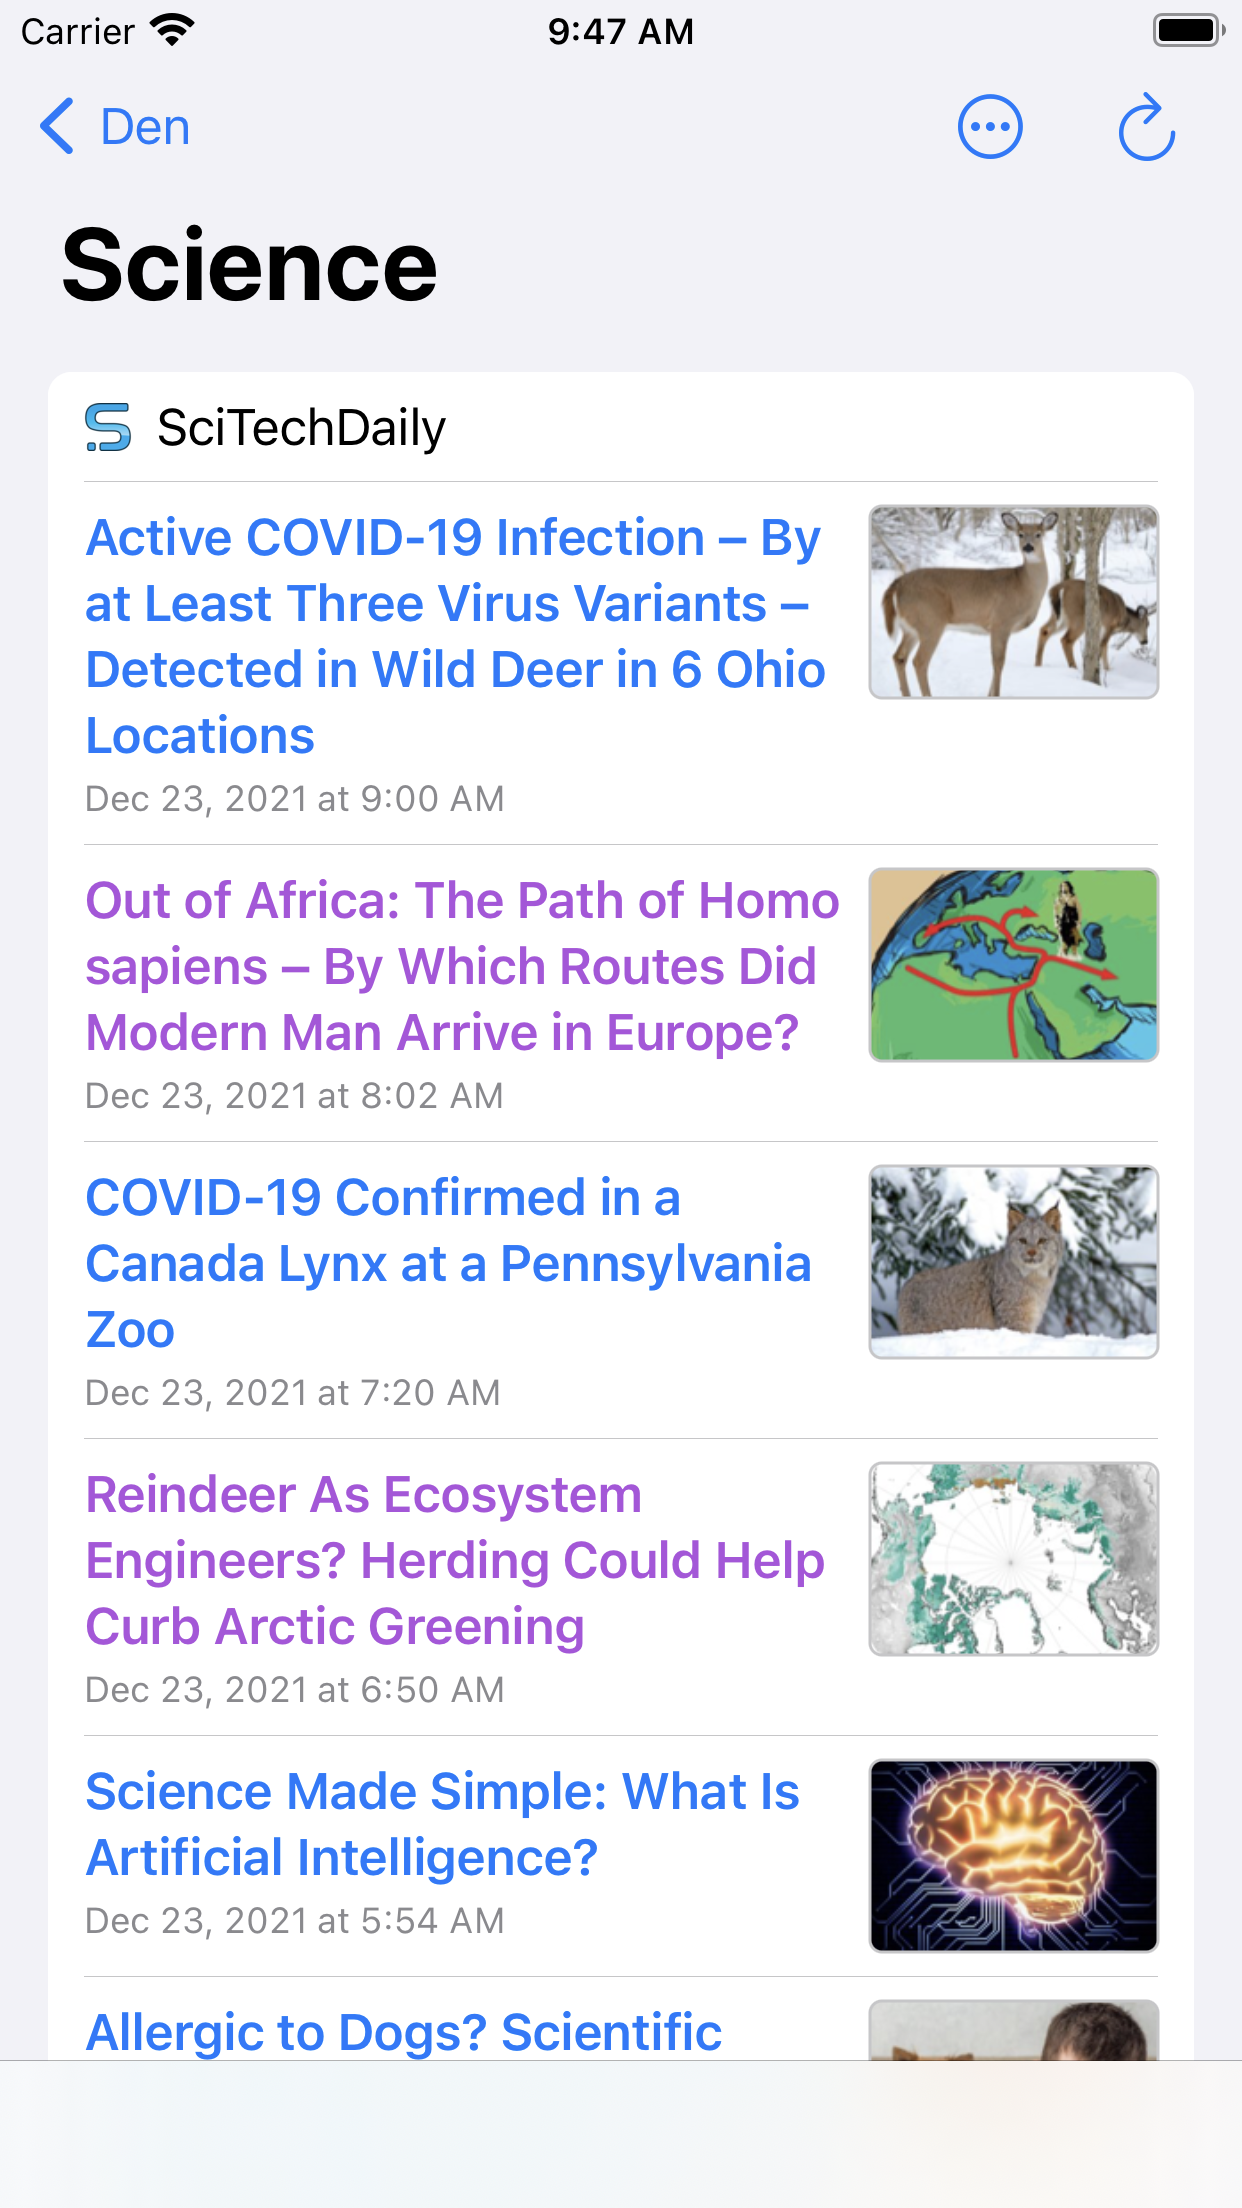 Carrier
9:47 AM
Den
Science
SciTechDaily
Active COVID-19 Infection – By
at Least Three Virus Variants –
Detected in Wild Deer in 6 Ohio
Locations
Dec 23, 2021 at 9:00 AM
Out of Africa: The Path of Homo
sapiens – By Which Routes Did
Modern Man Arrive in Europe?
Dec 23, 2021 at 8:02 AM
COVID-19 Confirmed in a
Canada Lynx at a Pennsylvania
Zoo
Dec 23, 2021 at 7:20 AM
Reindeer As Ecosystem
Engineers? Herding Could Help
Curb Arctic Greening
Dec 23, 2021 at 6:50 AM
Science Made Simple: What Is
Artificial Intelligence?
Dec 23, 2021 at 5:54 AM
Allergic to Dogs? Scientific